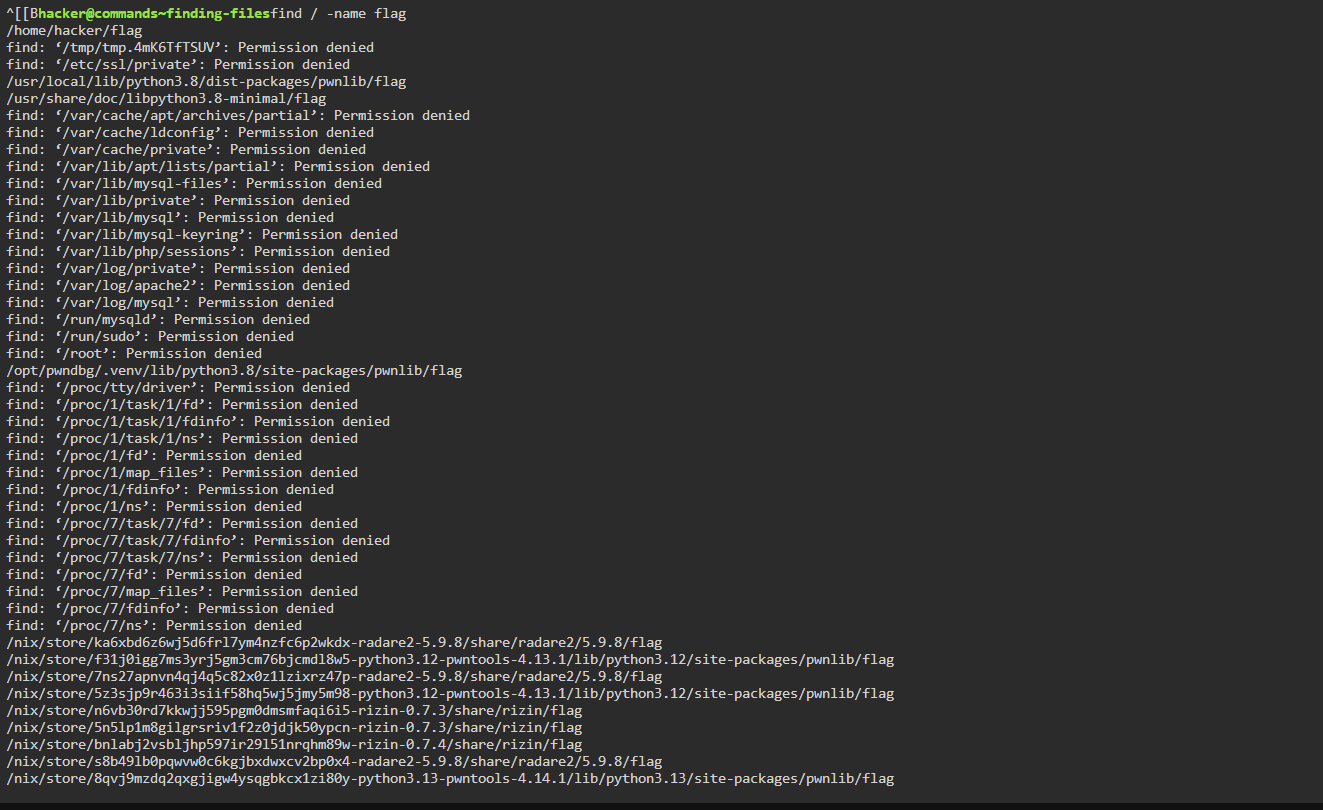 ^[[Bhacker@commands~finding-filesfind / -name flag
/home/hacker/flag
find: ‘/tmp/tmp.4mK6TfTSUV’: Permission denied
find: ‘/etc/ssl/private’: Permission denied
/usr/local/lib/python3.8/dist-packages/pwnlib/flag
/usr/share/doc/libpython3.8-minimal/flag
find: ‘/var/cache/apt/archives/partial’: Permission denied
find: ‘/var/cache/ldconfig’: Permission denied
find: ‘/var/cache/private’: Permission denied
find: ‘/var/lib/apt/lists/partial’: Permission denied
find: ‘/var/lib/mysql-files’: Permission denied
find: ‘/var/lib/private’: Permission denied
find: ‘/var/lib/mysql’: Permission denied
find: ‘/var/lib/mysql-keyring’: Permission denied
find: ‘/var/lib/php/sessions’: Permission denied
find: ‘/var/log/private’: Permission denied
find: ‘/var/log/apache2’: Permission denied
find: ‘/var/log/mysql’: Permission denied
find: ‘/run/mysqld’: Permission denied
find: ‘/run/sudo’: Permission denied
find: ‘/root’: Permission denied
/opt/pwndbg/.venv/lib/python3.8/site-packages/pwnlib/flag
find: ‘/proc/tty/driver’: Permission denied
find: ‘/proc/1/task/1/fd’: Permission denied
find: ‘/proc/1/task/1/fdinfo’: Permission denied
find: ‘/proc/1/task/1/ns’: Permission denied
find: ‘/proc/1/fd’: Permission denied
find: ‘/proc/1/map_files’: Permission denied
find: ‘/proc/1/fdinfo’: Permission denied
find: ‘/proc/1/ns’: Permission denied
find: ‘/proc/7/task/7/fd’: Permission denied
find: ‘/proc/7/task/7/fdinfo’: Permission denied
find: ‘/proc/7/task/7/ns’: Permission denied
find: ‘/proc/7/fd’: Permission denied
find: ‘/proc/7/map_files’: Permission denied
find: ‘/proc/7/fdinfo’: Permission denied
find: ‘/proc/7/ns’: Permission denied
/nix/store/ka6xbd6z6wj5d6frl7ym4nzfc6p2wkdx-radare2-5.9.8/share/radare2/5.9.8/flag
/nix/store/f31j0igg7ms3yrj5gm3cm76bjcmdl8w5-python3.12-pwntools-4.13.1/lib/python3.12/site-packages/pwnlib/flag
/nix/store/7ns27apnvn4qj4q5c82x0z1lzixrz47p-radare2-5.9.8/share/radare2/5.9.8/flag
/nix/store/5z3sjp9r463i3siif58hq5wj5jmy5m98-python3.12-pwntools-4.13.1/lib/python3.12/site-packages/pwnlib/flag
/nix/store/n6vb30rd7kkwjj595pgm0dmsmfaqi6i5-rizin-0.7.3/share/rizin/flag
/nix/store/5n5lp1m8gilgrsriv1f2z0jdjk50ypcn-rizin-0.7.3/share/rizin/flag
/nix/store/bnlabj2vsbljhp597ir29l51nrqhm89w-rizin-0.7.4/share/rizin/flag
/nix/store/s8b49lb0pqwvw0c6kgjbxdwxcv2bp0x4-radare2-5.9.8/share/radare2/5.9.8/flag
/nix/store/8qvj9mzdq2qxgjigw4ysqgbkcx1zi80y-python3.13-pwntools-4.14.1/lib/python3.13/site-packages/pwnlib/flag